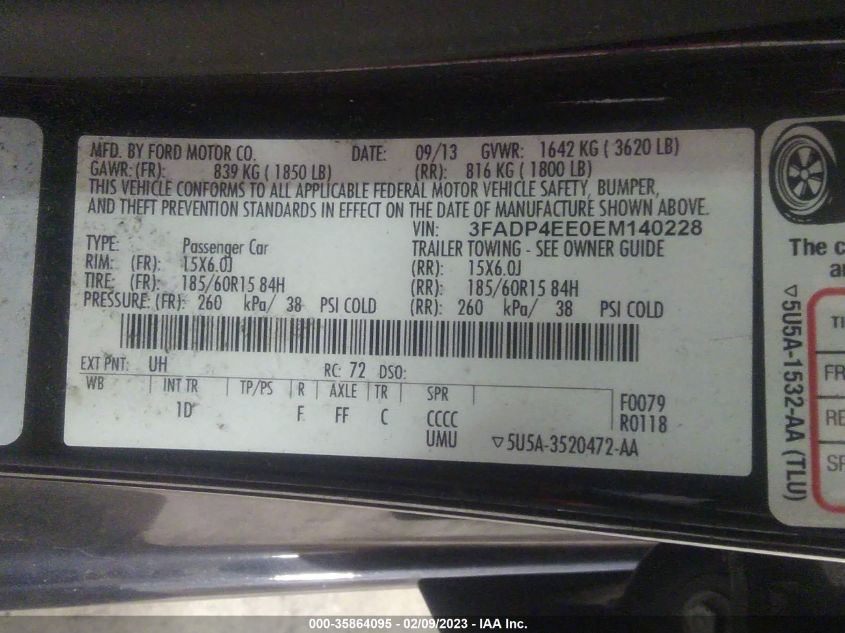 MFD. BY FORD MOTOR CO. DATE: 09/13 GVWR: 1642 KG ( 3620 LB)
GAWR:(FR): 839 KG ( 1850 LB) (RR): 816 KG ( 1800 LB)
THIS VEHICLE CONFORMS TO ALL APPLICABLE FEDERAL MOTOR VEHICLE SAFETY, BUMPER,
AND THEFT PREVENTION STANDARDS IN EFFECT ON THE DATE OF MANUFACTURE SHOWN ABOVE.
VIN: 3FADP4EE0EM140228
TYPE: Passenger Car TRAILER TOWING - SEE OWNER GUIDE
RIM: (FR): 15X6.0J (RR): 15X6.0J
TIRE: (FR): 185/60R15 84H (RR): 185/60R15 84H
PRESSURE: (FR): 260 kPa/ 38 PSI COLD (RR): 260 kPa/ 38 PSI COLD
EXT PNT: UH RC: 72 DSO:
WB INT TR TP/PS R AXLE TR SPR
1D F FF C CCCC F0079
UMU R0118
▽5U5A-3520472-AA
The c
a
▽5U5A-1532-AA (TLU)
TI
FR
RE
SP
000-35864095 - 02/09/2023 - IAA Inc.